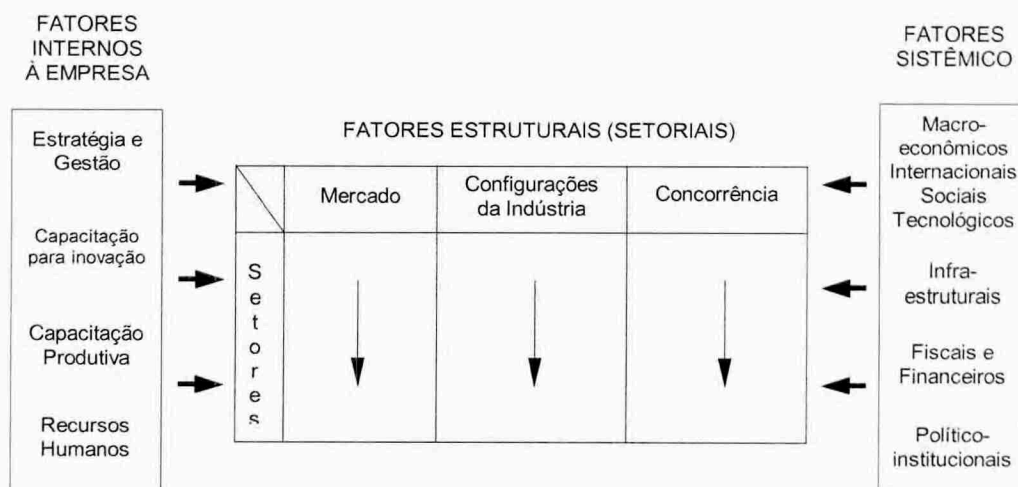 FATORES
INTERNOS
À EMPRESA
Estratégia e
Gestão
Capacitação
para inovação
Capacitação
Produtiva
Recursos
Humanos
FATORES ESTRUTURAIS (SETORIAIS)
Mercado
Configurações
da Indústria
Concorrência
Setores
FATORES
SISTÊMICO
Macro-
econômicos
Internacionais
Sociais
Tecnológicos
Infra-
estruturais
Fiscais e
Financeiros
Político-
institucionais